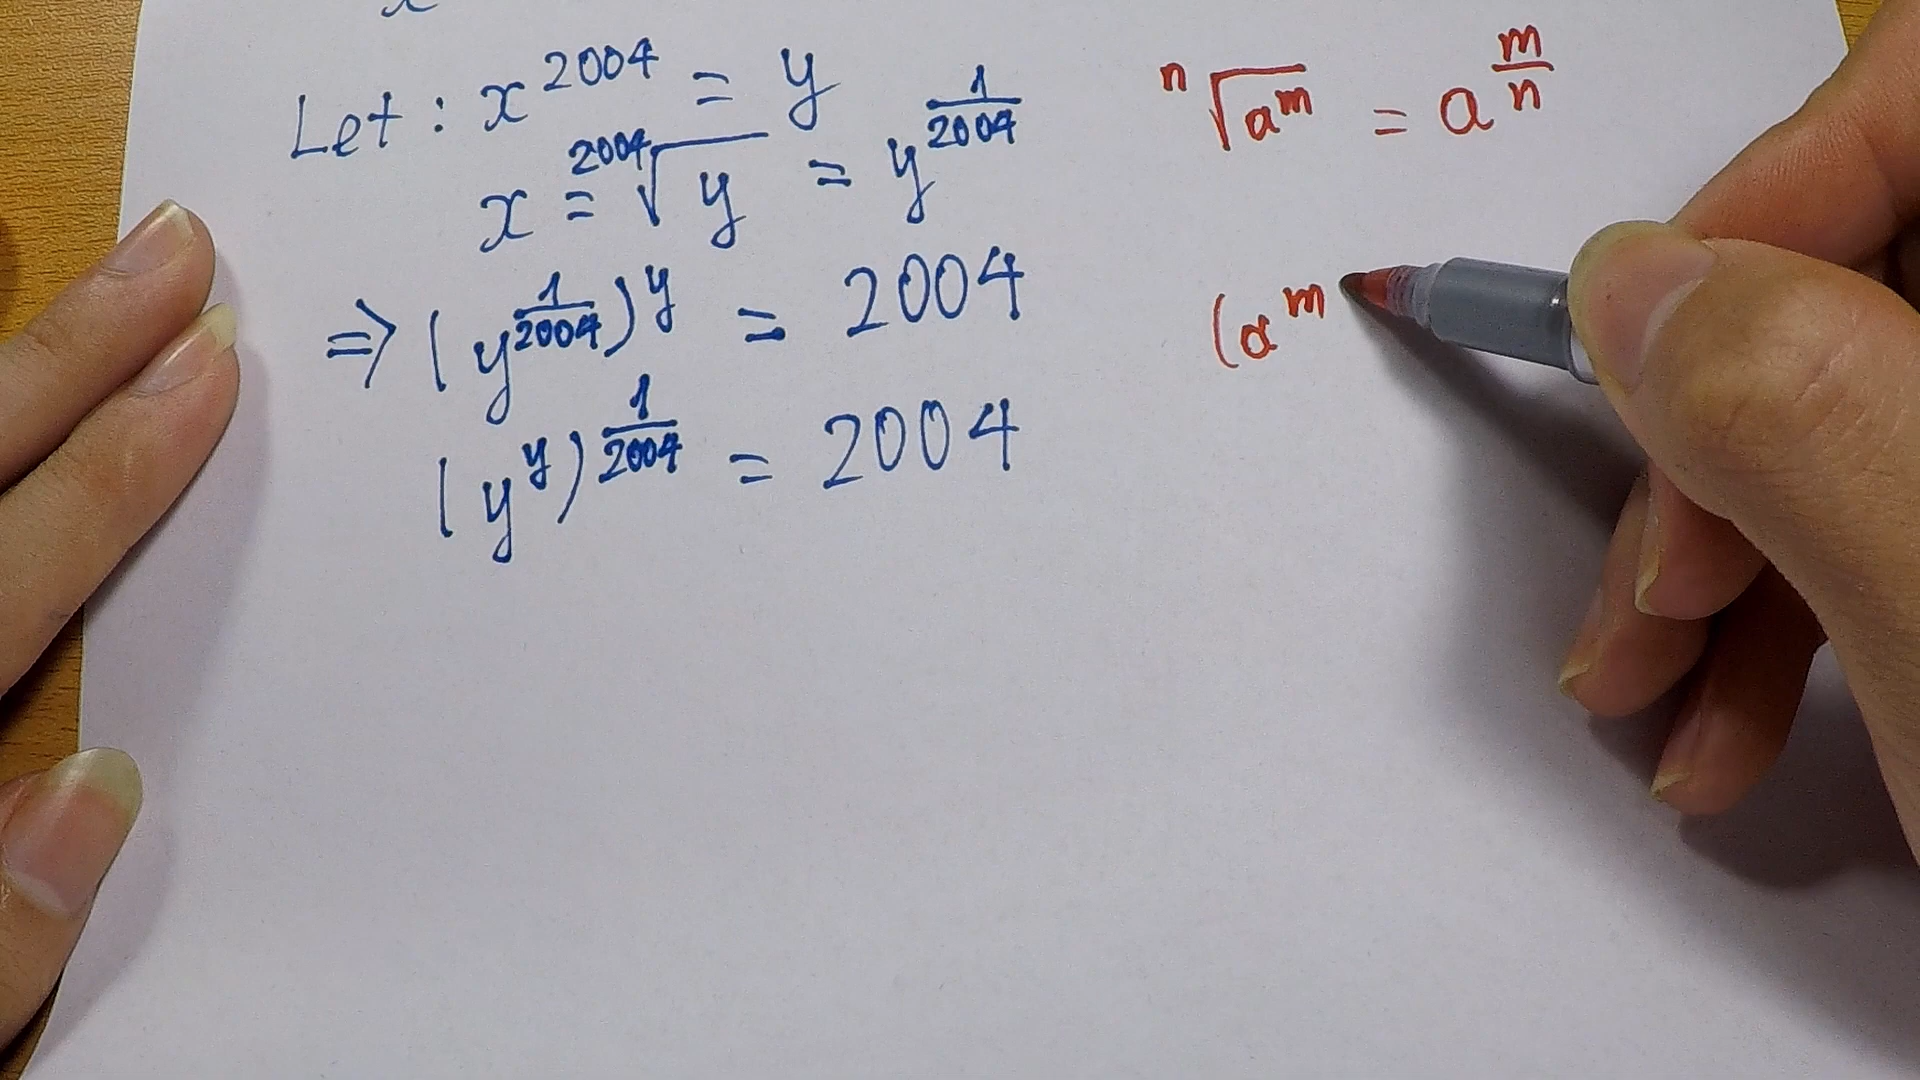 x
Let : x^2004 = y
x = ^2004√y = y^(1/2004)
⇒ (y^(1/2004))^y = 2004
(y^y)^(1/2004) = 2004
^n√(a^m) = a^(m/n)
(a^m